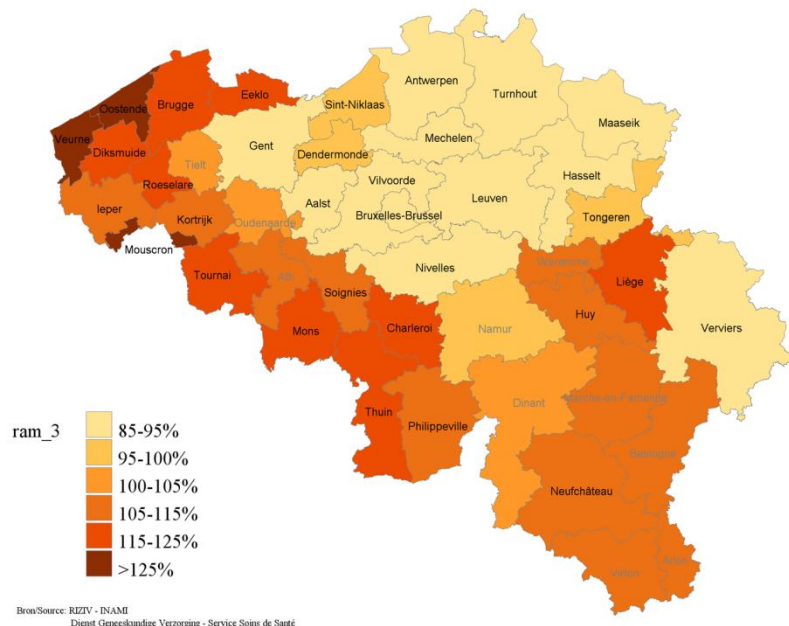 Antwerpen
Turnhout
Oostende
Brugge
Eeklo
Sint-Niklaas
Maaseik
Veurne
Diksmuide
Tielt
Gent
Mechelen
Dendermonde
Hasselt
Roeselare
Vilvoorde
Leuven
Ieper
Kortrijk
Oudenaarde
Aalst
Bruxelles-Brussel
Tongeren
Mouscron
Tournai
Ath
Soignies
Nivelles
Waremme
Liège
Mons
Charleroi
Namur
Huy
Verviers
Thuin
Philippeville
Dinant
Marche-en-Famenne
Bastogne
Neufchâteau
Virton
Arlon
ram_3
85-95%
95-100%
100-105%
105-115%
115-125%
>125%
Bron/Source: RIZIV - INAMI
Dienst Geneeskundige Verzorging - Service Soins de Santé